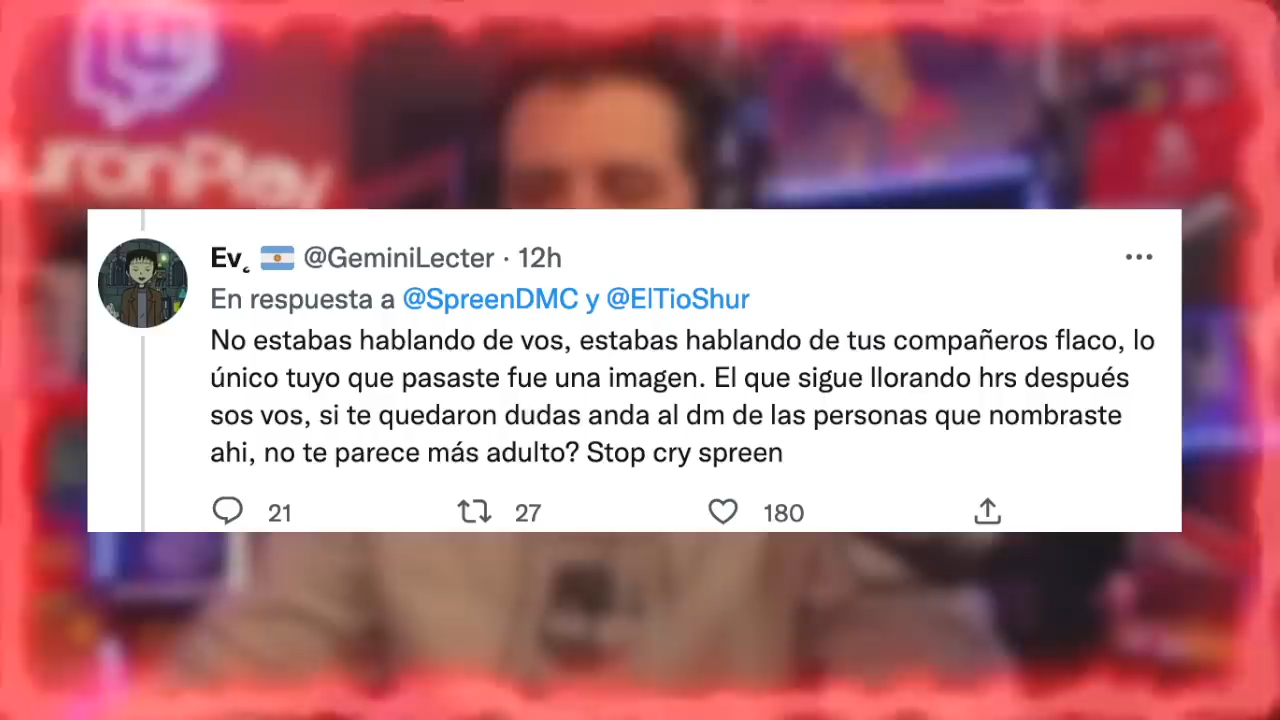 ronPlay
Ev¿ @GeminiLecter · 12h
En respuesta a @SpreenDMC y @ElTioShur
No estabas hablando de vos, estabas hablando de tus compañeros flaco, lo
único tuyo que pasaste fue una imagen. El que sigue llorando hrs después
sos vos, si te quedaron dudas anda al dm de las personas que nombraste
ahi, no te parece más adulto? Stop cry spreen
21 27 180